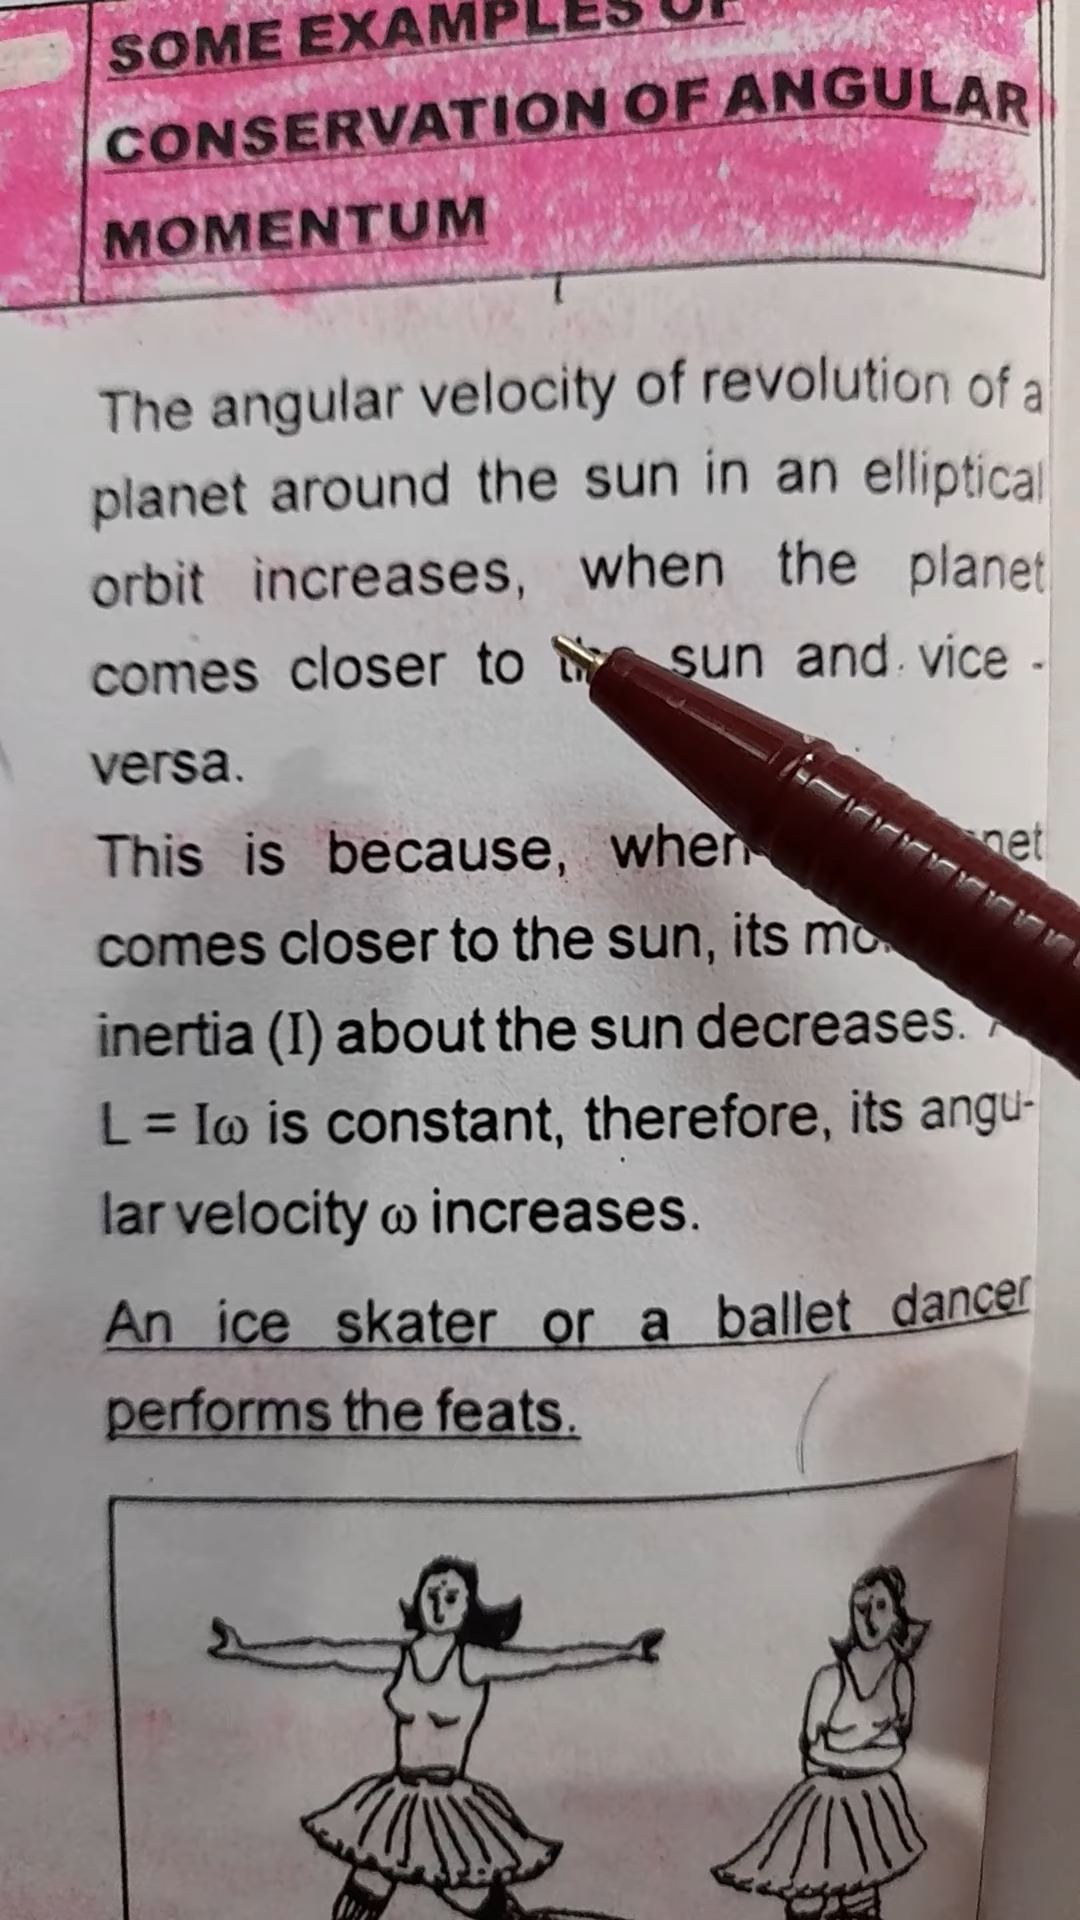 SOME EXAMPLES OF
CONSERVATION OF ANGULAR
MOMENTUM
The angular velocity of revolution of a
planet around the sun in an elliptical
orbit increases, when the planet
comes closer to the sun and vice -
versa.
This is because, when
comes closer to the sun, its
inertia (I) about the sun decreases.
L = Iω is constant, therefore, its angu-
lar velocity ω increases.
An ice skater or a ballet dancer
performs the feats.